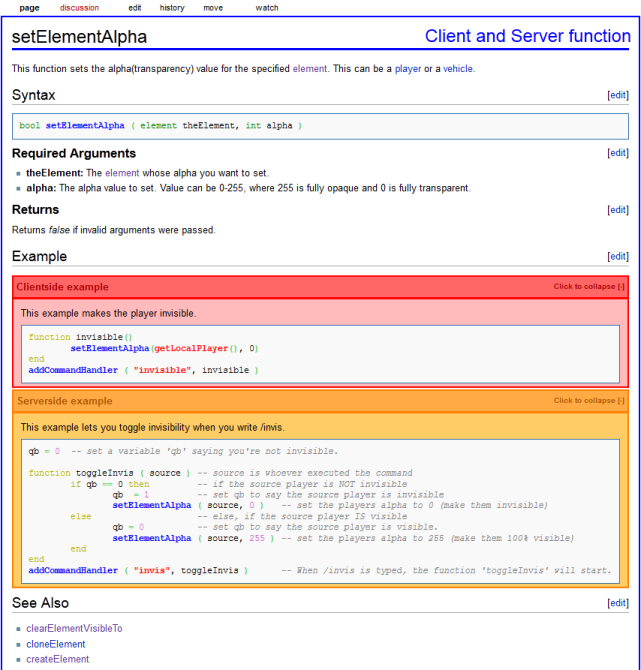 page discussion edit history move watch
setElementAlpha Client and Server function
This function sets the alpha(transparency) value for the specified element. This can be a player or a vehicle.
Syntax [edit]
bool setElementAlpha ( element theElement, int alpha )
Required Arguments [edit]
theElement: The element whose alpha you want to set.
alpha: The alpha value to set. Value can be 0-255, where 255 is fully opaque and 0 is fully transparent.
Returns [edit]
Returns false if invalid arguments were passed.
Example [edit]
Clientside example Click to collapse [-]
This example makes the player invisible.
function invisible()
setElementAlpha(getLocalPlayer(), 0)
end
addCommandHandler ( "invisible", invisible )
Serverside example Click to collapse [-]
This example lets you toggle invisibility when you write /invis.
qb = 0 -- set a variable 'qb' saying you're not invisible.
function toggleInvis ( source ) -- source is whoever executed the command
if qb == 0 then -- if the source player is NOT invisible
qb = 1 -- set qb to say the source player is invisible
setElementAlpha ( source, 0 ) -- set the players alpha to 0 (make them invisible)
else -- else, if the source player IS visible
qb = 0 -- set qb to say the source player is visible.
setElementAlpha ( source, 255 ) -- set the players alpha to 255 (make them 100% visible)
end
end
addCommandHandler ( "invis", toggleInvis ) -- When /invis is typed, the function 'toggleInvis' will start.
See Also [edit]
clearElementVisibleTo
cloneElement
createElement